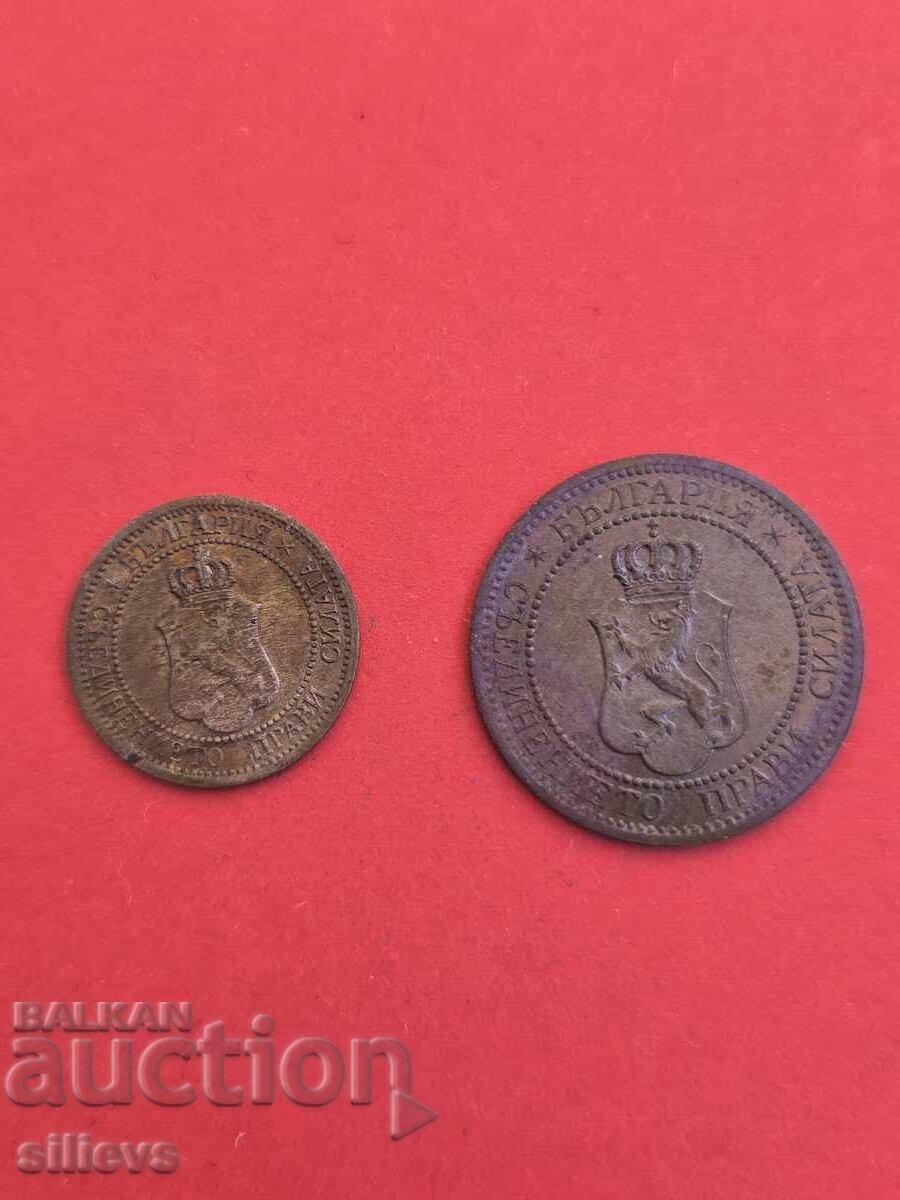 * БЪЛГАРИЯ *
СЪЕДИНЕНИЕТО ПРАВИ СИЛАТА
* БЪЛГАРИЯ *
СЪЕДИНЕНИЕТО ПРАВИ СИЛАТА
BALKAN
auction
silievs